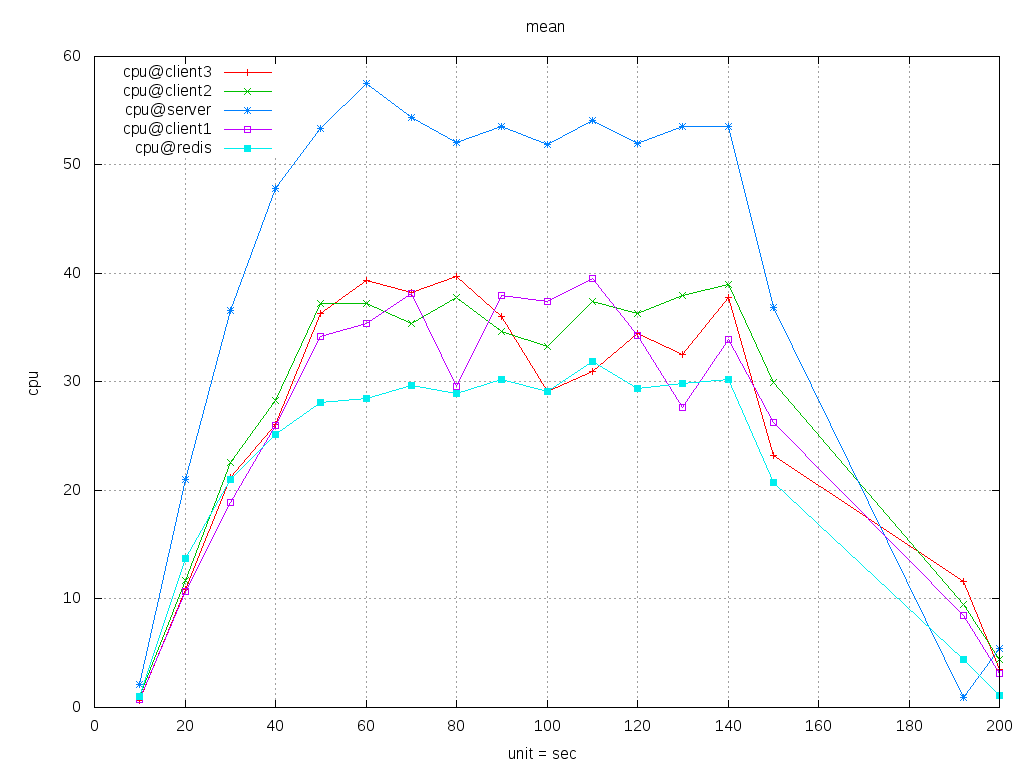 mean
cpu@client3
cpu@client2
cpu@server
cpu@client1
cpu@redis
60
50
40
30
20
10
0
cpu
0 20 40 60 80 100 120 140 160 180 200
unit = sec